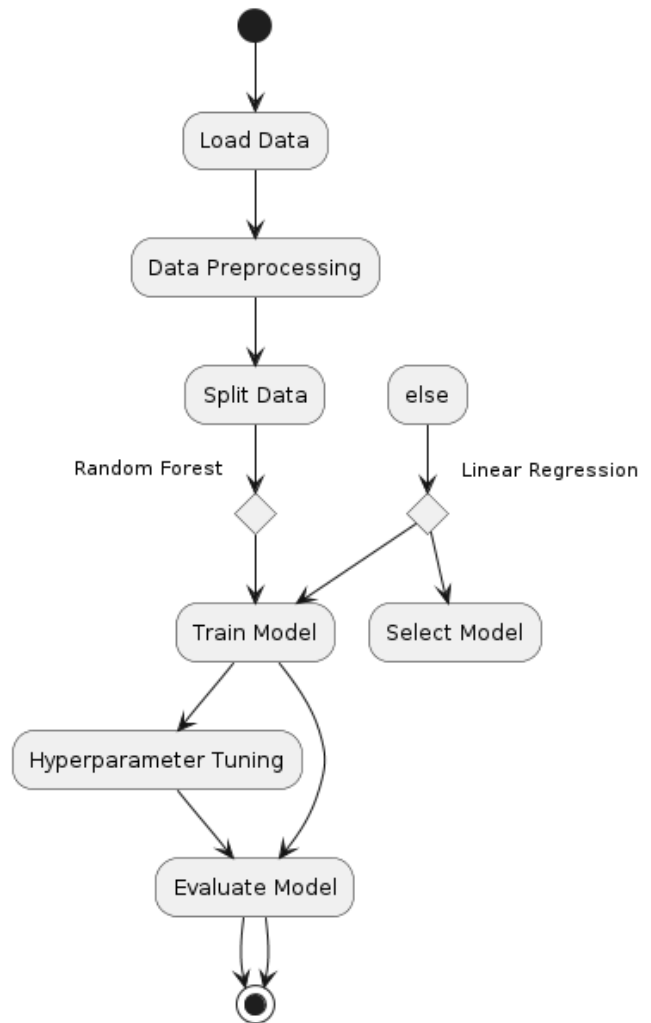 Load Data
Data Preprocessing
Split Data
else
Random Forest
Linear Regression
Train Model
Select Model
Hyperparameter Tuning
Evaluate Model